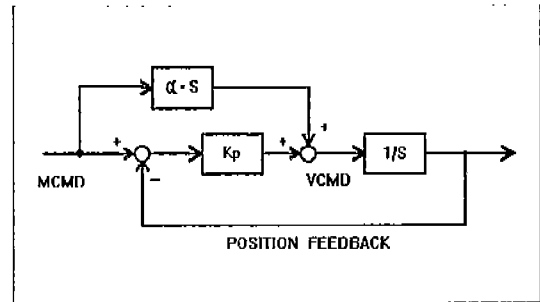 α・S
+
+
+
+
Kp
1/S
−
MCMD
VCMD
POSITION FEEDBACK